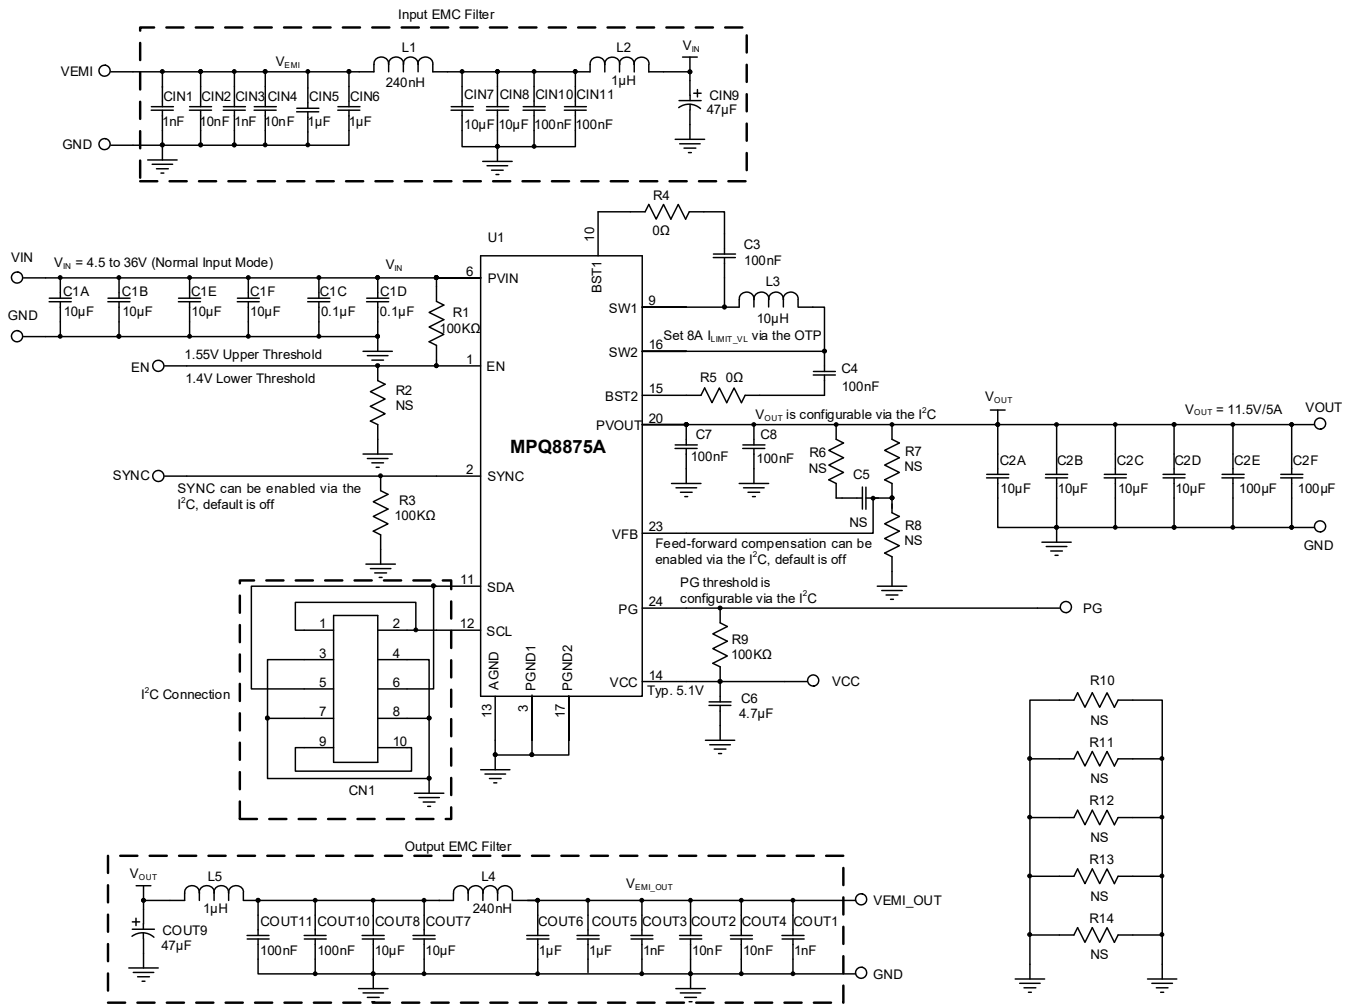 Input EMC Filter
VEMI
V_EMI
L1
240nH
L2
1µH
V_IN
CIN1
1nF
CIN2
10nF
CIN3
1nF
CIN4
10nF
CIN5
1µF
CIN6
1µF
CIN7
10µF
CIN8
10µF
CIN10
100nF
CIN11
100nF
+
CIN9
47µF
GND
R4
0Ω
U1
10
BST1
C3
100nF
VIN
V_IN = 4.5 to 36V (Normal Input Mode)
V_IN
6
PVIN
C1A
10µF
C1B
10µF
C1E
10µF
C1F
10µF
C1C
0.1µF
C1D
0.1µF
R1
100KΩ
GND
9
SW1
L3
10µH
Set 8A I_LIMIT_VL via the OTP
16
SW2
C4
100nF
EN
1.55V Upper Threshold
1.4V Lower Threshold
1
EN
R2
NS
15
BST2
R5 0Ω
20
PVOUT
V_OUT is configurable via the I²C
V_OUT
V_OUT = 11.5V/5A
VOUT
MPQ8875A
C7
100nF
C8
100nF
R6
NS
R7
NS
C5
NS
R8
NS
C2A
10µF
C2B
10µF
C2C
10µF
C2D
10µF
C2E
100µF
C2F
100µF
GND
SYNC
SYNC can be enabled via the
I²C, default is off
2
SYNC
R3
100KΩ
23
VFB
Feed-forward compensation can be
enabled via the I²C, default is off
PG threshold is
configurable via the I²C
24
PG
PG
R9
100KΩ
14
VCC
Typ. 5.1V
VCC
C6
4.7µF
11
SDA
12
SCL
AGND
PGND1
PGND2
13
3
17
I²C Connection
1
2
3
4
5
6
7
8
9
10
CN1
R10
NS
R11
NS
R12
NS
R13
NS
R14
NS
Output EMC Filter
V_OUT
L5
1µH
L4
240nH
V_EMI_OUT
VEMI_OUT
+
COUT9
47µF
COUT11
100nF
COUT10
100nF
COUT8
10µF
COUT7
10µF
COUT6
1µF
COUT5
1µF
COUT3
1nF
COUT2
10nF
COUT4
10nF
COUT1
1nF
GND